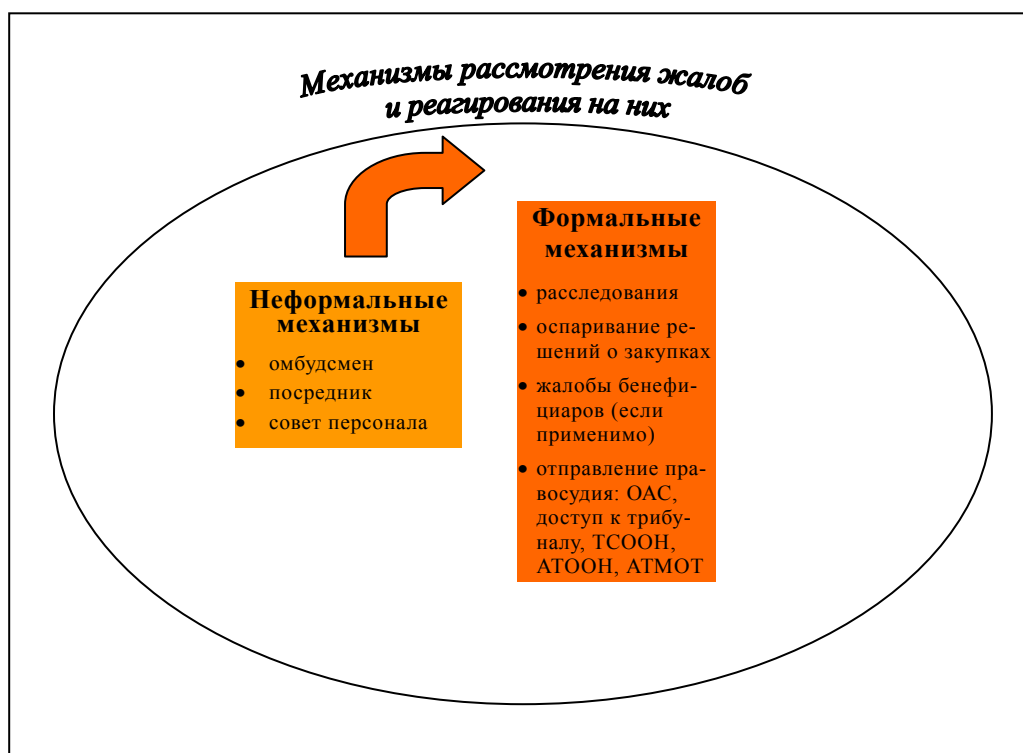 Механизмы рассмотрения жалоб
и реагирования на них
Неформальные
механизмы
• омбудсмен
• посредник
• совет персонала
Формальные
механизмы
• расследования
• оспаривание ре-
шений о закупках
• жалобы бенефи-
циаров (если
применимо)
• отправление пра-
восудия: ОАС,
доступ к трибу-
налу, ТСООН,
АТООН, АТМОТ